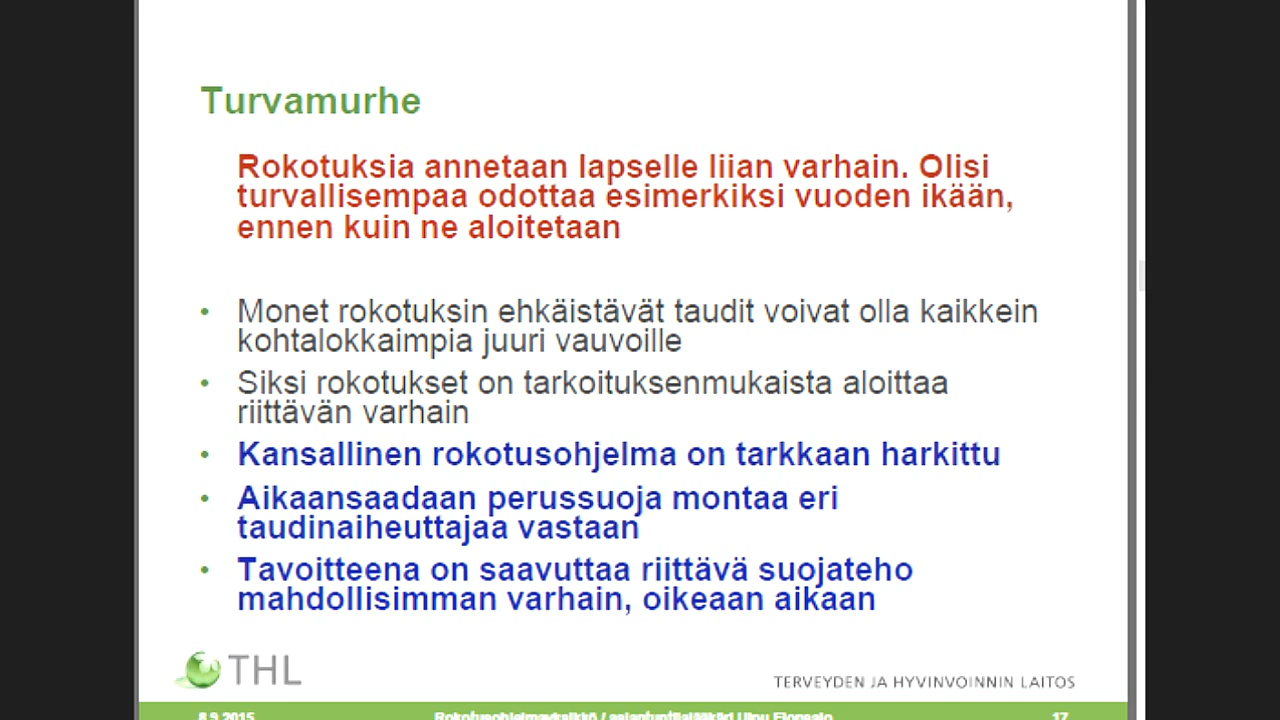 Turvamurhe
Rokotuksia annetaan lapselle liian varhain. Olisi
turvallisempaa odottaa esimerkiksi vuoden ikään,
ennen kuin ne aloitetaan
• Monet rokotuksin ehkäistävät taudit voivat olla kaikkein
kohtalokkaimpia juuri vauvoille
• Siksi rokotukset on tarkoituksenmukaista aloittaa
riittävän varhain
• Kansallinen rokotusohjelma on tarkkaan harkittu
• Aikaansaadaan perussuoja montaa eri
taudinaiheuttajaa vastaan
• Tavoitteena on saavuttaa riittävä suojateho
mahdollisimman varhain, oikeaan aikaan
THL
TERVEYDEN JA HYVINVOINNIN LAITOS
8.9.2015 / asiantuntijalääkäri Ulpu Elonsalo 17